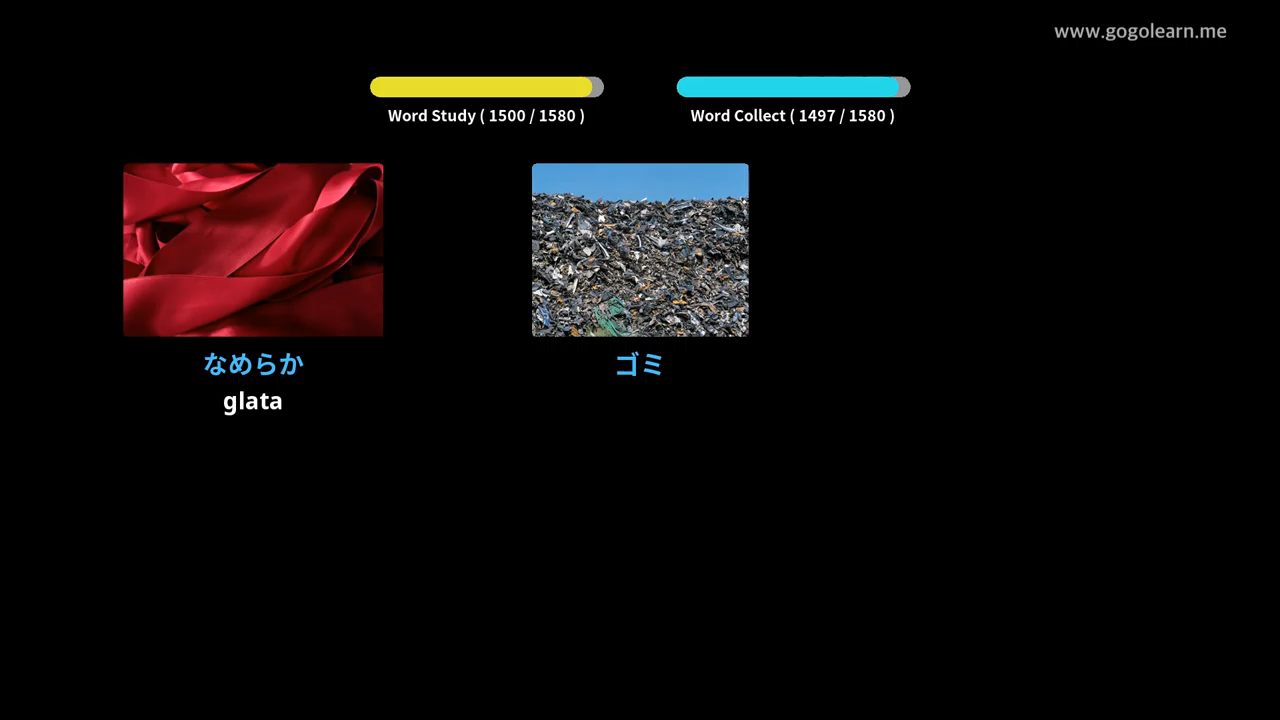 www.gogolearn.me
Word Study ( 1500 / 1580 )
Word Collect ( 1497 / 1580 )
なめらか
glata
ゴミ